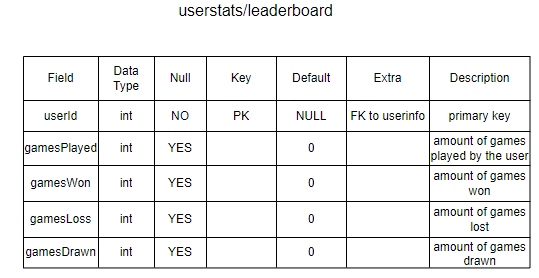 userstats/leaderboard
Field Data Type Null Key Default Extra Description
userId int NO PK NULL FK to userinfo primary key
gamesPlayed int YES 0 amount of games played by the user
gamesWon int YES 0 amount of games won
gamesLoss int YES 0 amount of games lost
gamesDrawn int YES 0 amount of games drawn